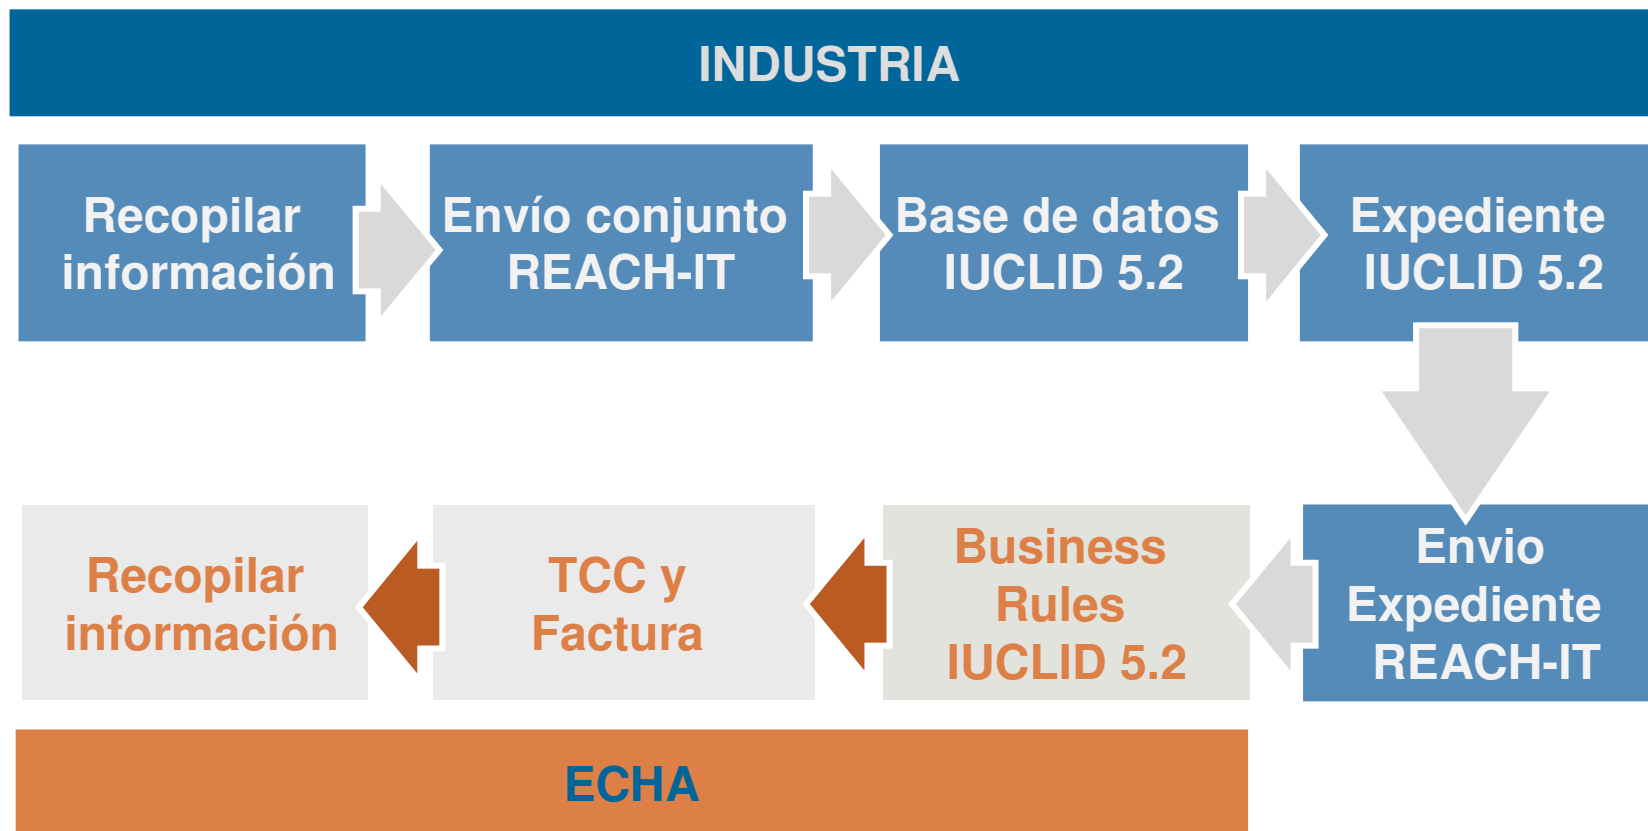 INDUSTRIA
Recopilar
información
Envío conjunto
REACH-IT
Base de datos
IUCLID 5.2
Expediente
IUCLID 5.2
Envio
Expediente
REACH-IT
Business
Rules
IUCLID 5.2
TCC y
Factura
Recopilar
información
ECHA